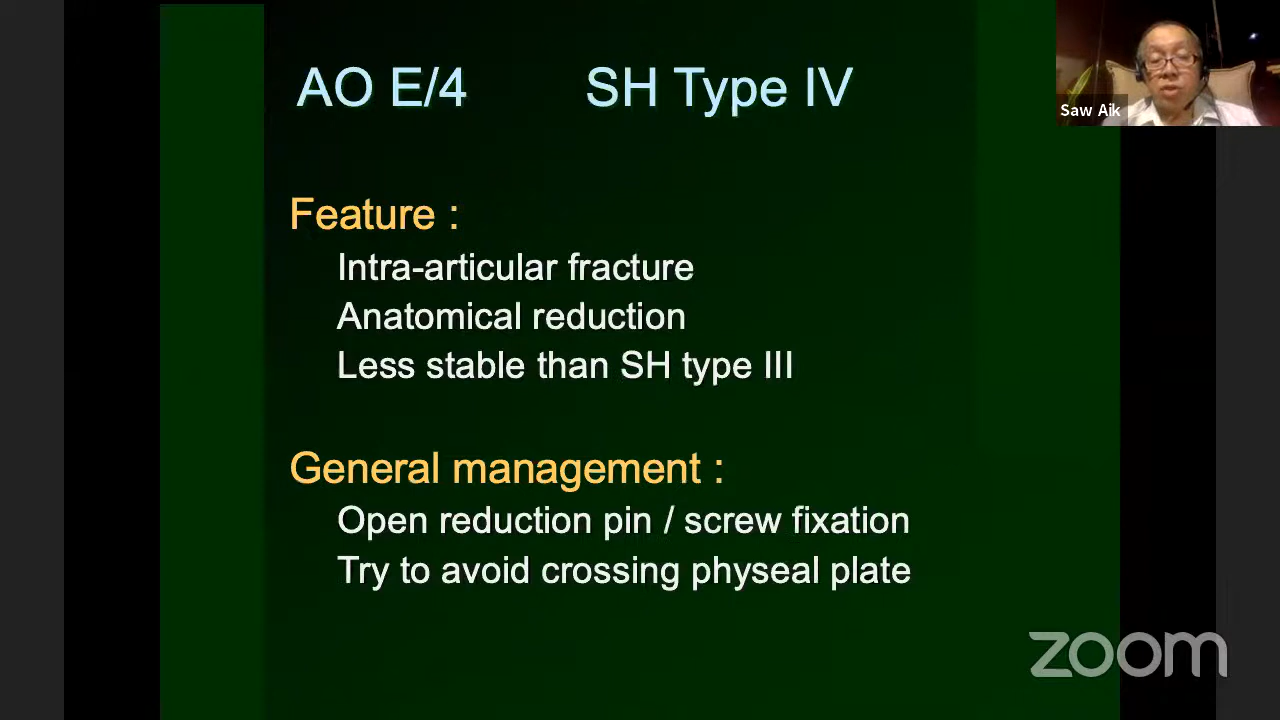 AO E/4 SH Type IV
Saw Aik
Feature :
Intra-articular fracture
Anatomical reduction
Less stable than SH type III
General management :
Open reduction pin / screw fixation
Try to avoid crossing physeal plate
zoom